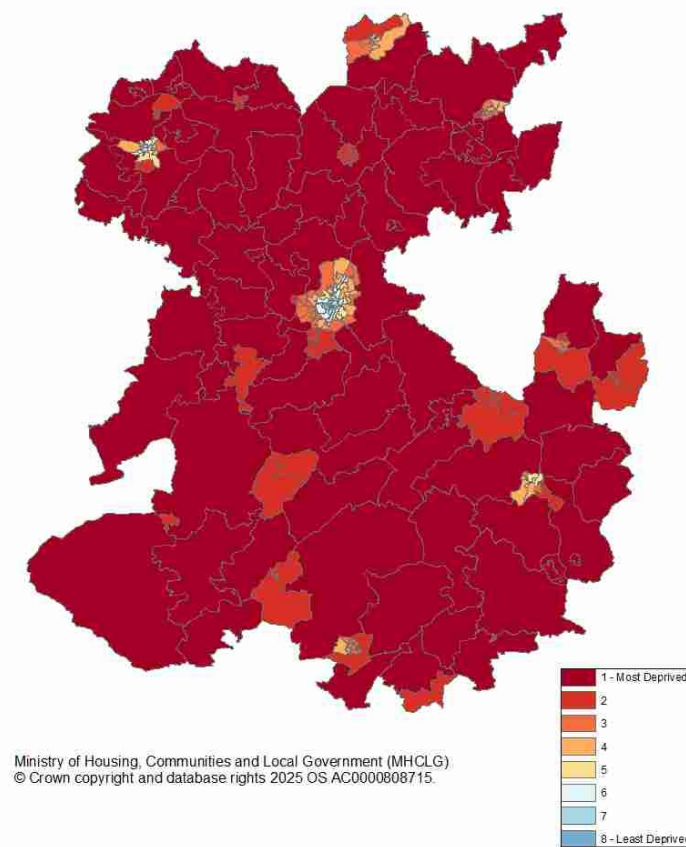 1 - Most Deprived
2
3
4
5
6
7
8 - Least Deprived
Ministry of Housing, Communities and Local Government (MHCLG)
© Crown copyright and database rights 2025 OS AC0000808715.